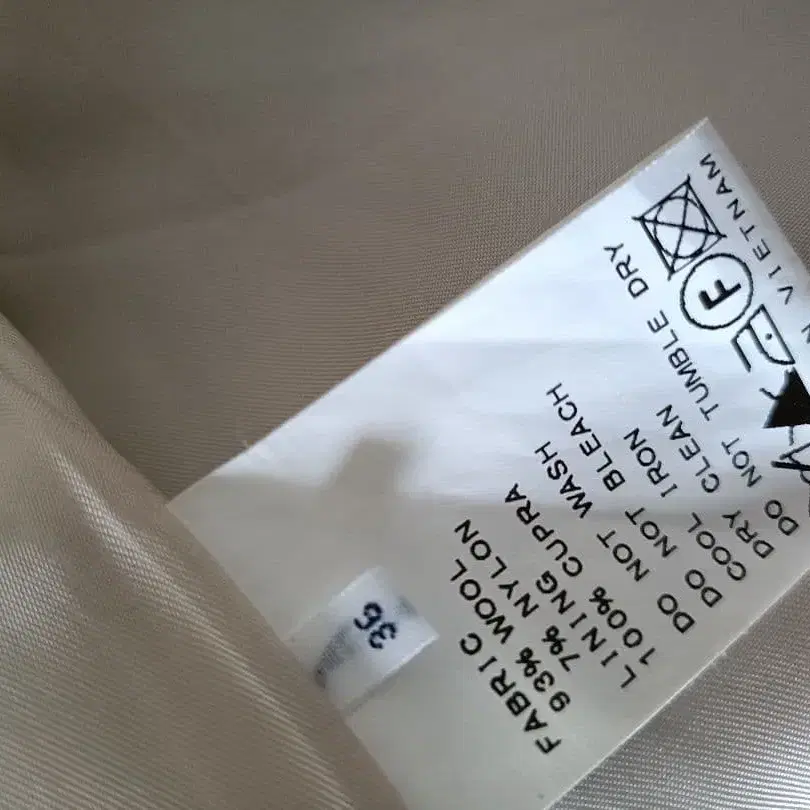 FABRIC
93% WOOL
7% NYLON
LINING
100% CUPRA
DO NOT WASH
DO NOT BLEACH
COOL IRON
DRY CLEAN
DO NOT TUMBLE DRY
F
VIETNAM
36